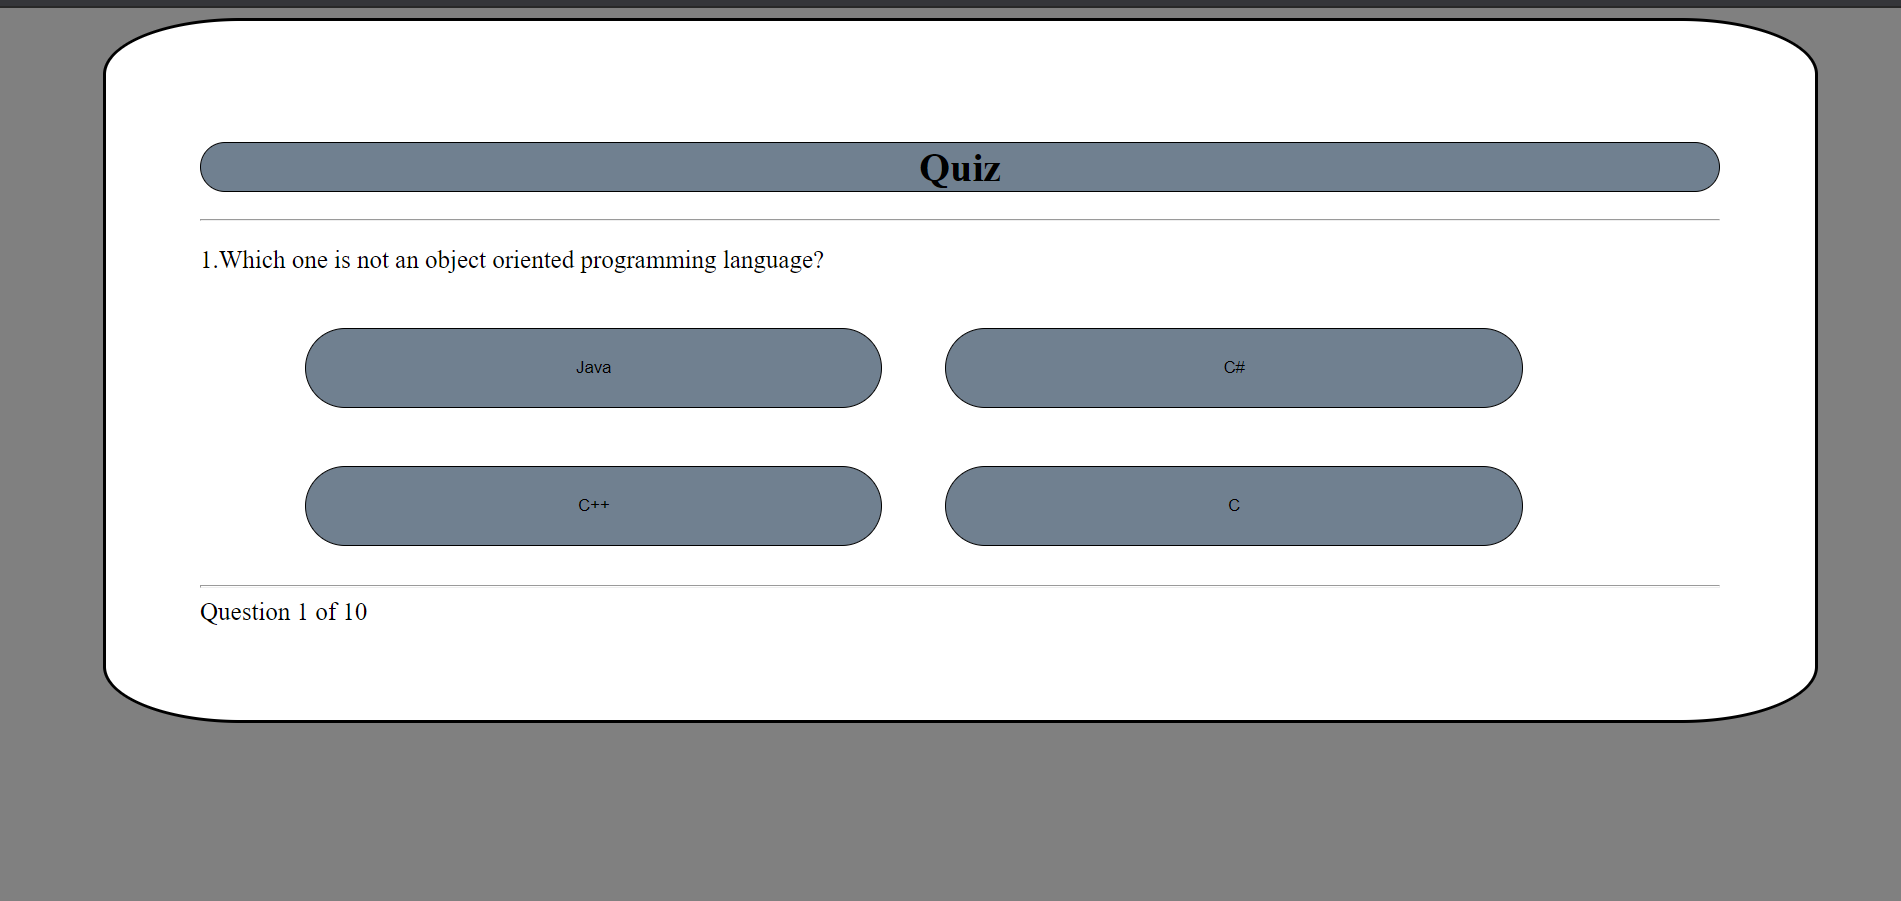 Quiz
1.Which one is not an object oriented programming language?
Java
C#
C++
C
Question 1 of 10